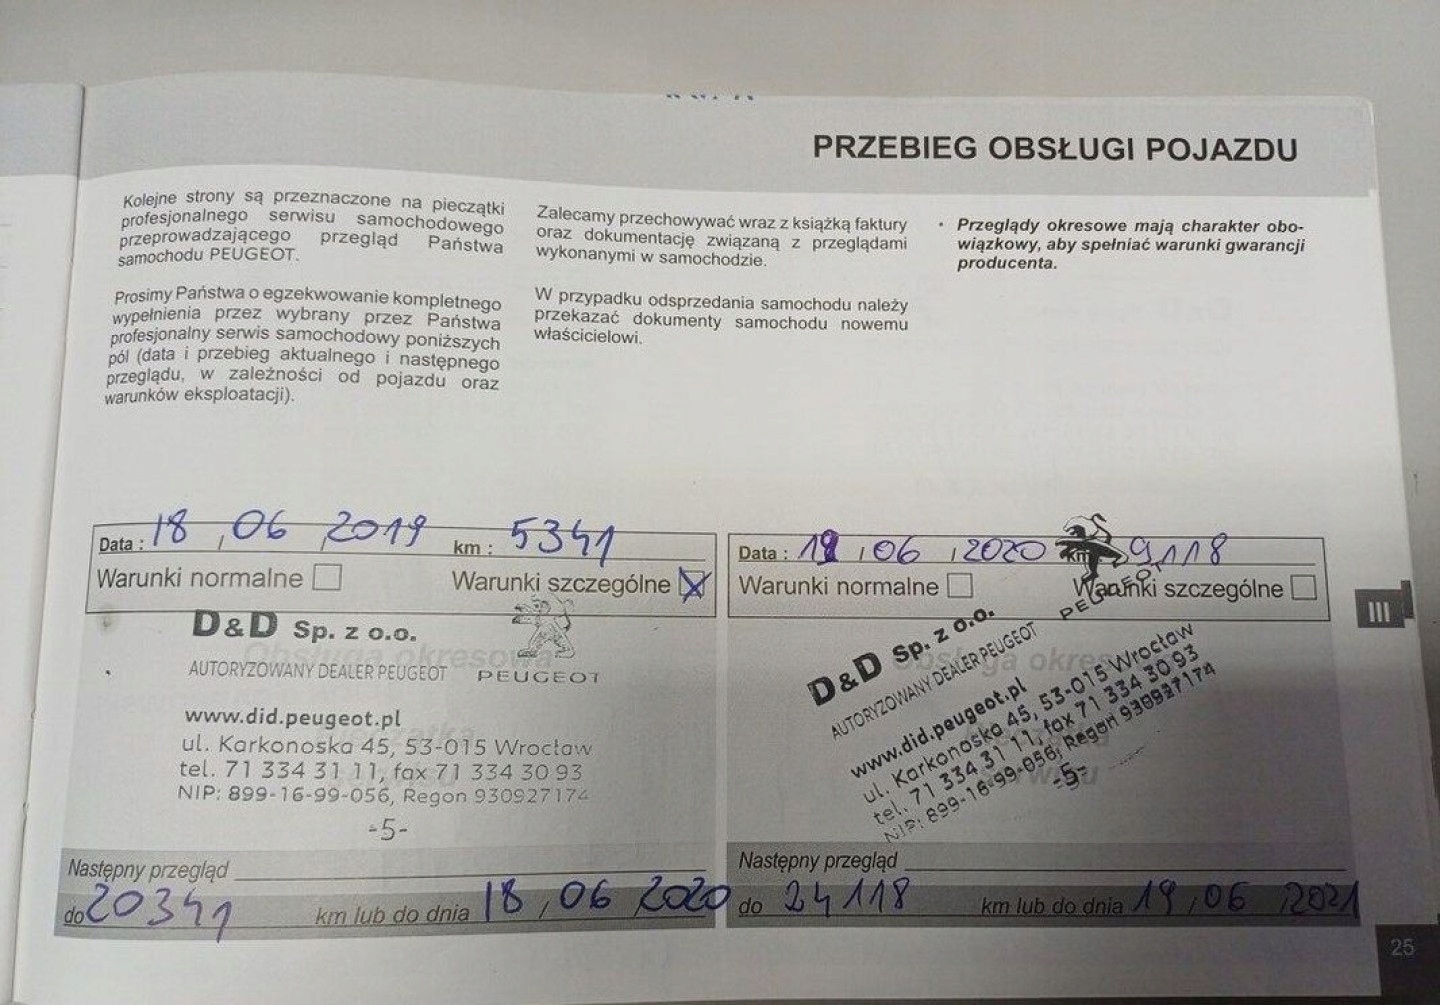 PRZEBIEG OBSŁUGI POJAZDU
Kolejne strony są przeznaczone na pieczątki
profesjonalnego serwisu samochodowego
przeprowadzającego przegląd Państwa
samochodu PEUGEOT.
Prosimy Państwa o egzekwowanie kompletnego
wypełnienia przez wybrany przez Państwa
profesjonalny serwis samochodowy poniższych
pól (data i przebieg aktualnego i następnego
przeglądu, w zależności od pojazdu oraz
warunków eksploatacji).
Zalecamy przechowywać wraz z książką faktury
oraz dokumentację związaną z przeglądami
wykonanymi w samochodzie.
W przypadku odsprzedania samochodu należy
przekazać dokumenty samochodu nowemu
właścicielowi.
• Przeglądy okresowe mają charakter obo-
wiązkowy, aby spełniać warunki gwarancji
producenta.
Data : 18 , 06 , 2019 km : 5341
Warunki normalne Warunki szczególne X
D&D Sp. z o.o.
AUTORYZOWANY DEALER PEUGEOT PEUGEOT
www.did.peugeot.pl
ul. Karkonoska 45, 53-015 Wrocław
tel. 71 334 31 11, fax 71 334 30 93
NIP: 899-16-99-056, Regon 930927174
-5-
Następny przegląd
do 20341 km lub do dnia 18 , 06 2020
Data : , 06 , 2020 km : 9118
Warunki normalne Warunki szczególne
PEUGEOT
D&D Sp. z o.o.
AUTORYZOWANY DEALER PEUGEOT
www.did.peugeot.pl
ul. Karkonoska 45, 53-015 Wrocław
tel. 71 334 31 11, fax 71 334 30 93
NIP: 899-16-99-056, Regon 930927174
-5-
Następny przegląd
do 24118 km lub do dnia 19 , 06 , 2021
III
25